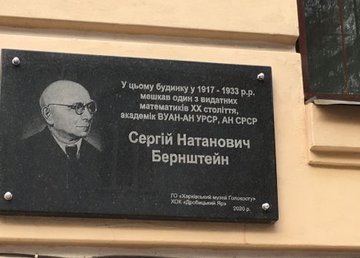 У цьому будинку у 1917 - 1933 р.р.
мешкав один з видатних
математиків XX століття,
академік ВУАН-АН УРСР, АН СРСР
Сергій Натанович
Бернштейн
ГО «Харківський музей Голокосту»
ХОК «Дробицький Яр»
2020 р.